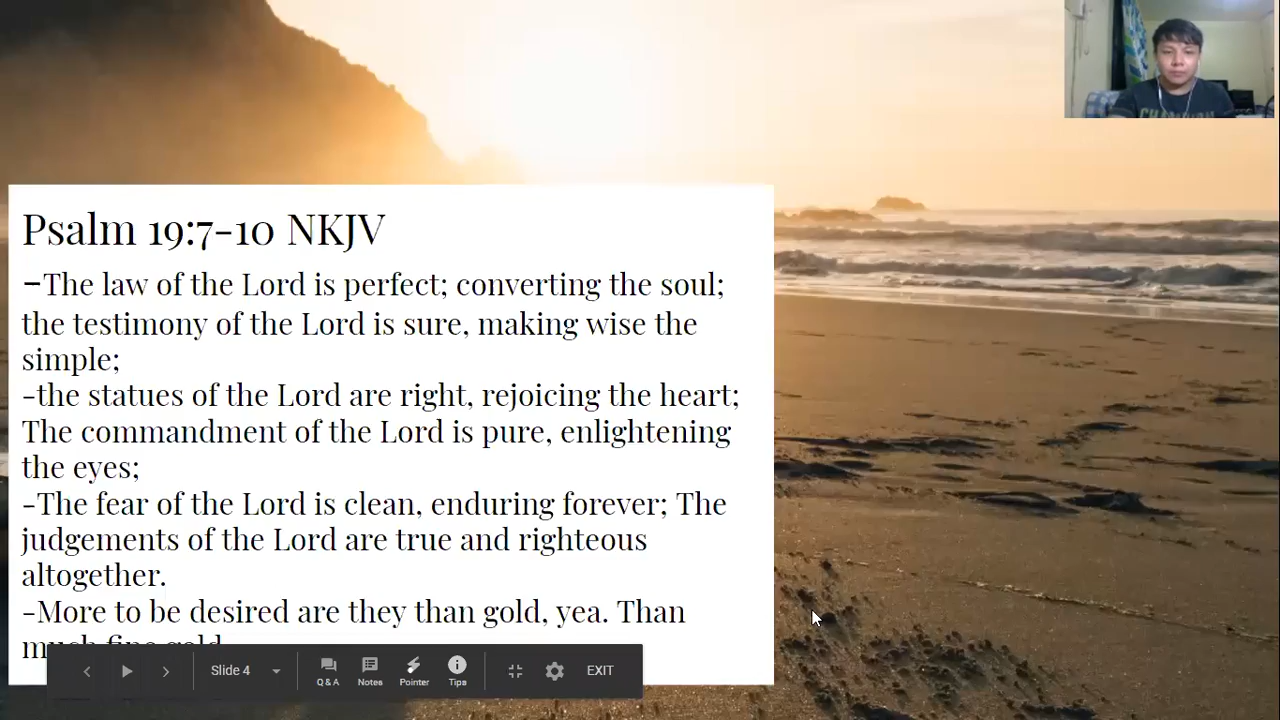 Psalm 19:7-10 NKJV
-The law of the Lord is perfect; converting the soul;
the testimony of the Lord is sure, making wise the
simple;
-the statues of the Lord are right, rejoicing the heart;
The commandment of the Lord is pure, enlightening
the eyes;
-The fear of the Lord is clean, enduring forever; The
judgements of the Lord are true and righteous
altogether.
-More to be desired are they than gold, yea. Than
much fine gold
Slide 4
Q & A
Notes
Pointer
Tips
EXIT